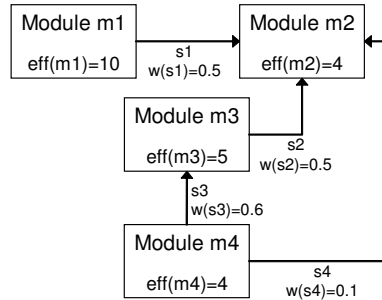 Module m1
eff(m1)=10
s1
w(s1)=0.5
Module m2
eff(m2)=4
Module m3
eff(m3)=5
s2
w(s2)=0.5
s3
w(s3)=0.6
Module m4
eff(m4)=4
s4
w(s4)=0.1